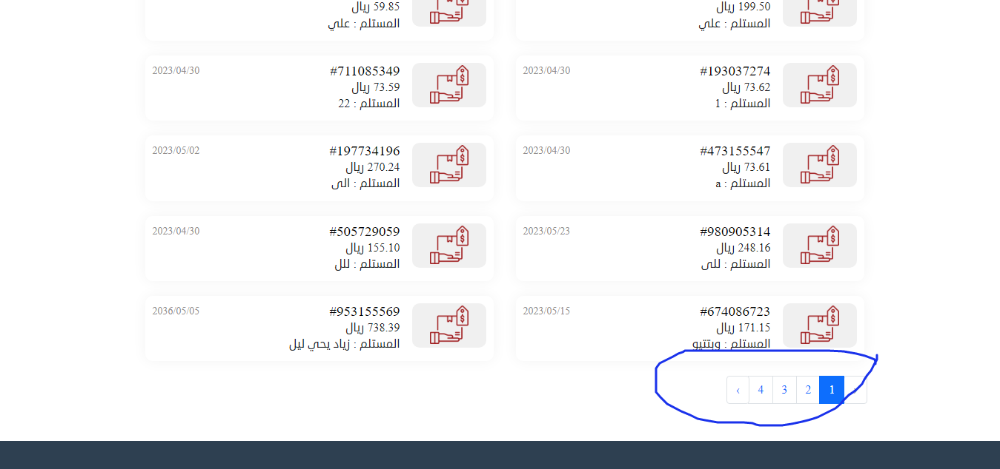 199.50 ريال
المستلم : علي
59.85 ريال
المستلم : علي
#193037274
2023/04/30
73.62 ريال
المستلم : 1
#711085349
2023/04/30
73.59 ريال
المستلم : 22
#473155547
2023/04/30
73.61 ريال
المستلم : a
#197734196
2023/05/02
270.24 ريال
المستلم : الى
#980905314
2023/05/23
248.16 ريال
المستلم : للى
#505729059
2023/04/30
155.10 ريال
المستلم : للل
#674086723
2023/05/15
171.15 ريال
المستلم :
#953155569
2036/05/05
738.39 ريال
المستلم : زياد يحي ليل
1 2 3 4 ‹